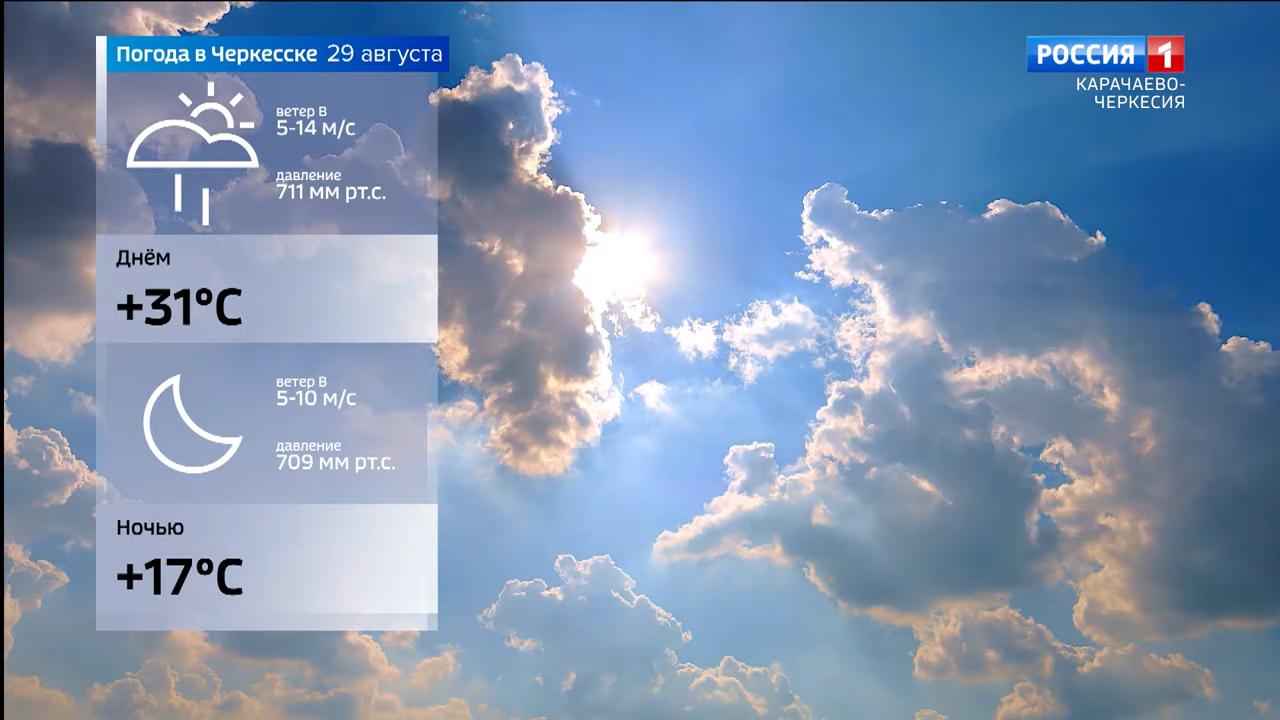 Погода в Черкесске 29 августа
РОССИЯ 1
КАРАЧАЕВО-
ЧЕРКЕСИЯ
ветер В
5-14 м/с
давление
711 мм рт.с.
Днём
+31°C
ветер В
5-10 м/с
давление
709 мм рт.с.
Ночью
+17°C